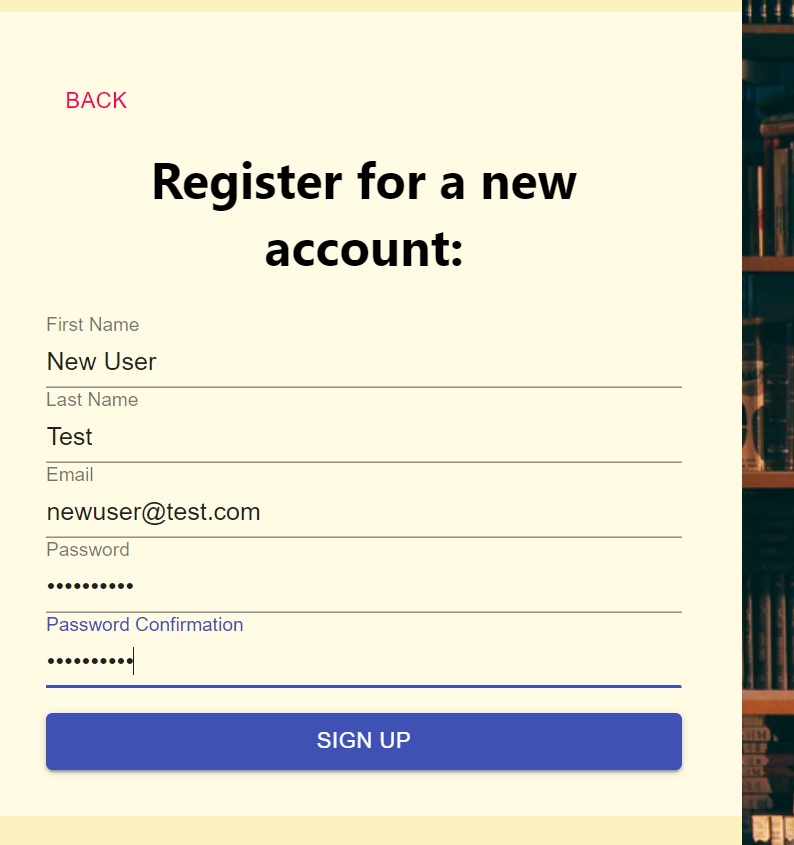 BACK
Register for a new
account:
First Name
New User
Last Name
Test
Email
newuser@test.com
Password
••••••••••
Password Confirmation
••••••••••
SIGN UP